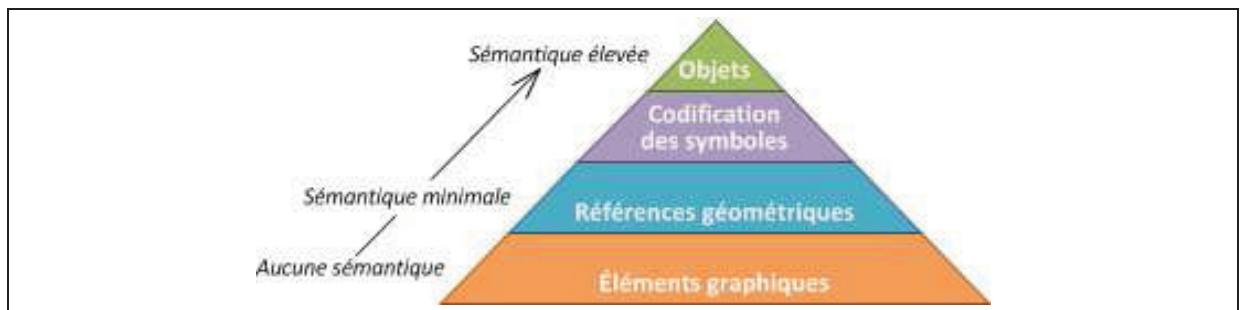 Sémantique élevée
Objets
Codification
des symboles
Sémantique minimale
Références géométriques
Aucune sémantique
Éléments graphiques